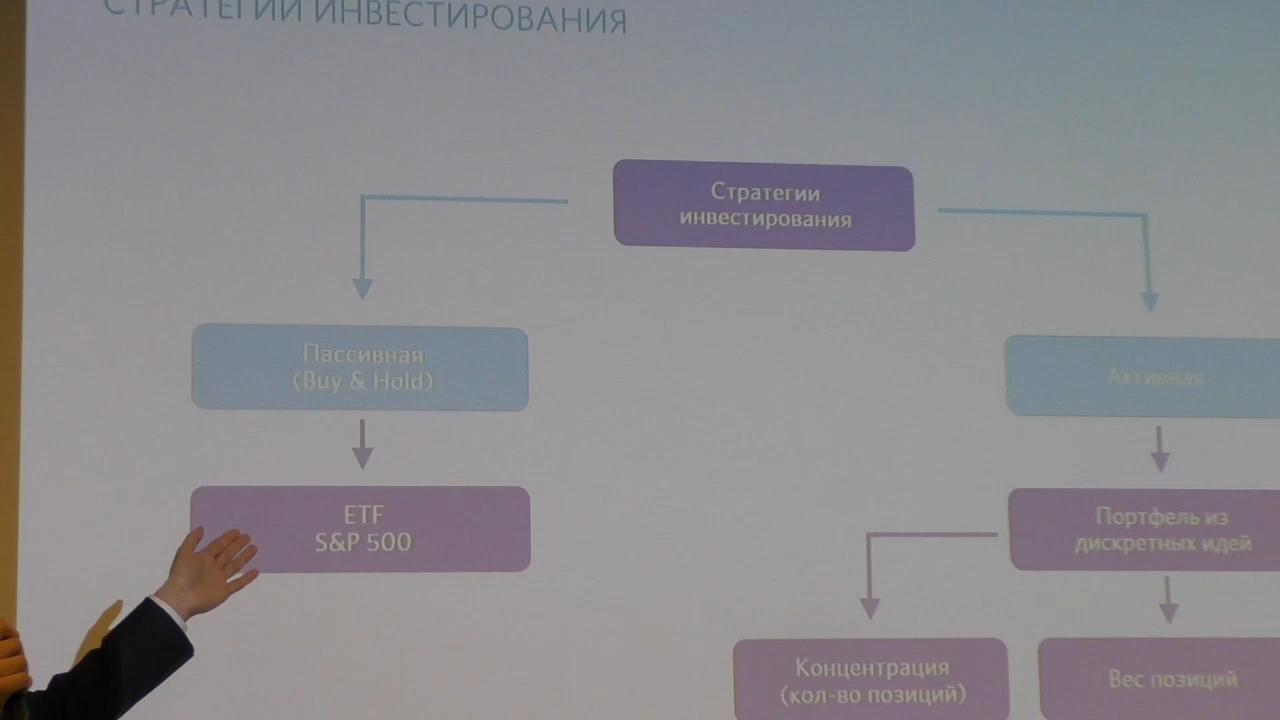 СТРАТЕГИИ ИНВЕСТИРОВАНИЯ
Стратегии
инвестирования
Пассивная
(Buy & Hold)
Активная
ETF
S&P 500
Портфель из
дискретных идей
Концентрация
(кол-во позиций)
Вес позиций